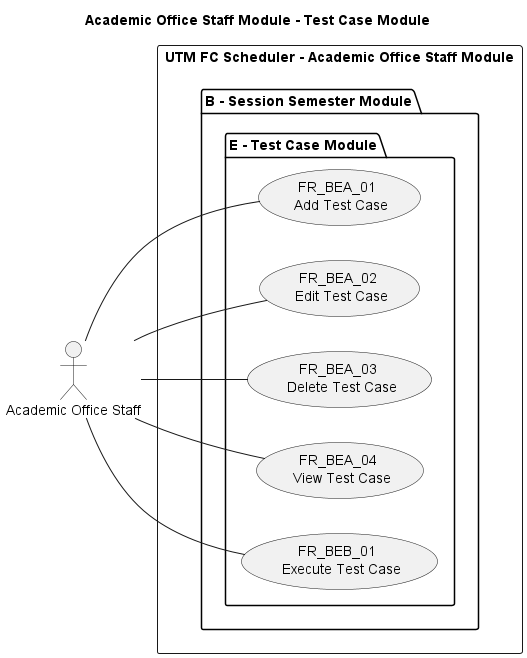 Academic Office Staff Module - Test Case Module
UTM FC Scheduler - Academic Office Staff Module
B - Session Semester Module
E - Test Case Module
FR_BEA_01
Add Test Case
FR_BEA_02
Edit Test Case
FR_BEA_03
Delete Test Case
Academic Office Staff
FR_BEA_04
View Test Case
FR_BEB_01
Execute Test Case